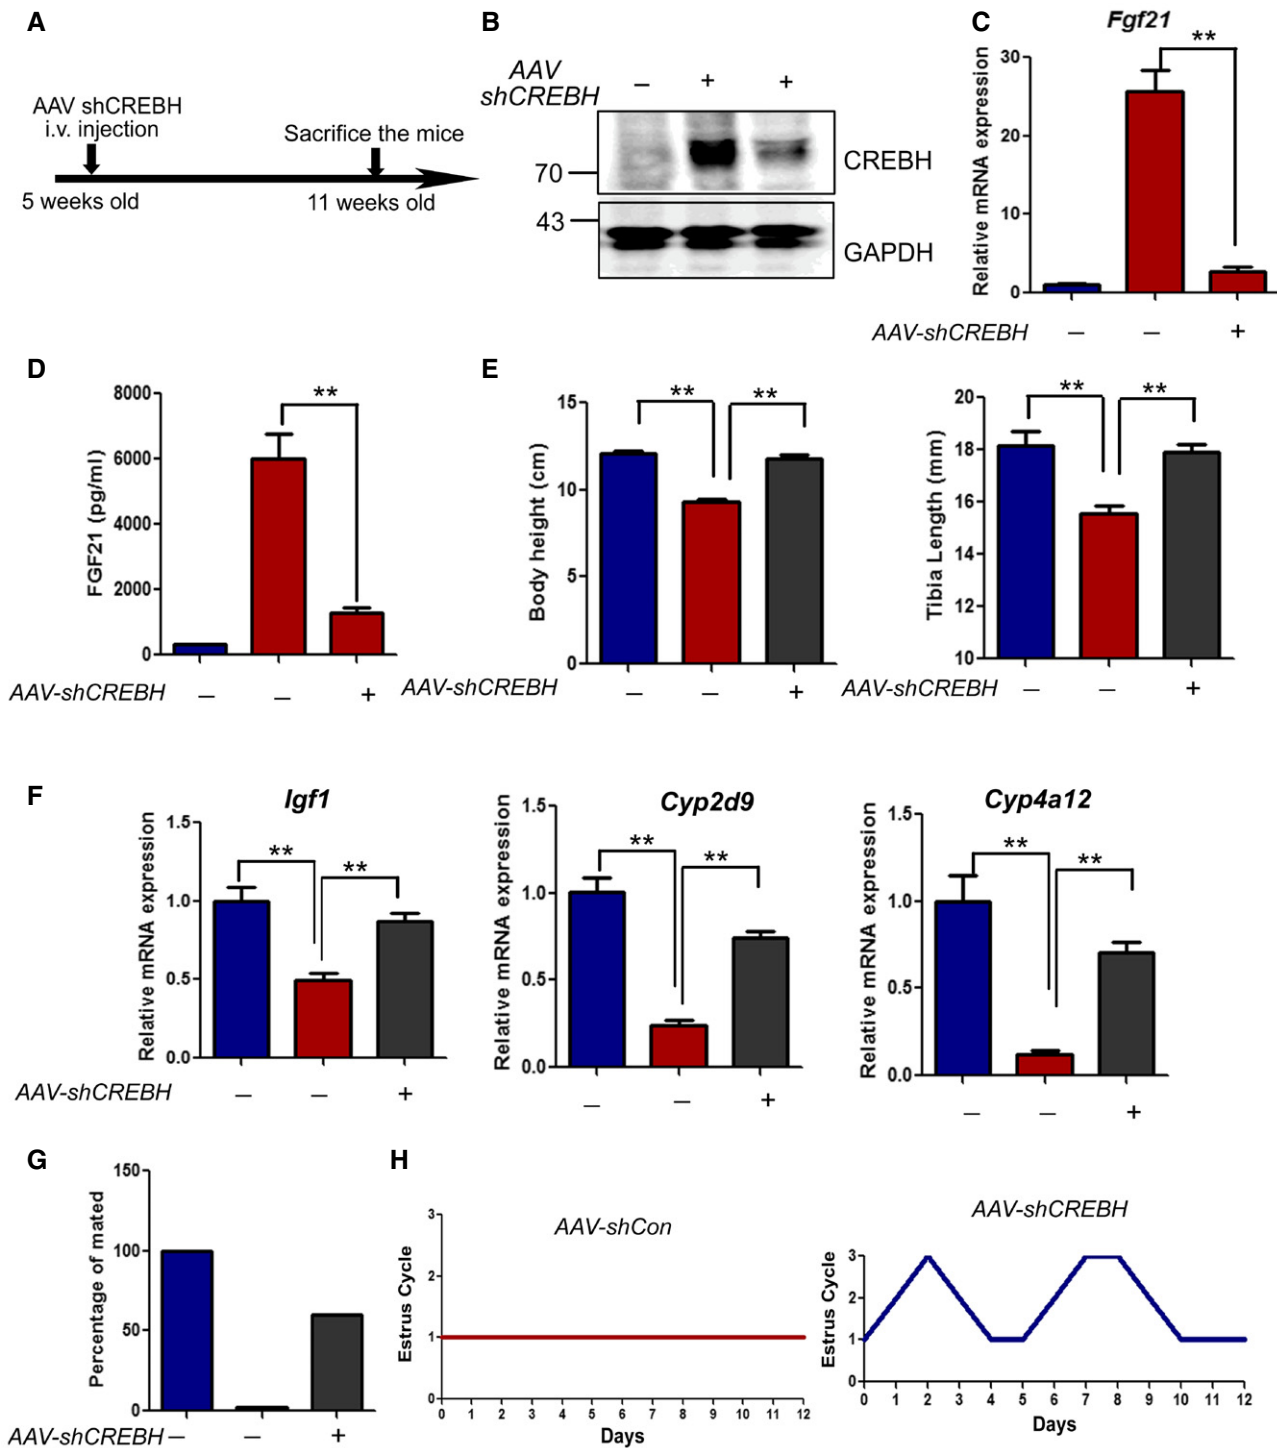 A
AAV shCREBH
i.v. injection
Sacrifice the mice
5 weeks old
11 weeks old
B
AAV
shCREBH
– + +
70
CREBH
43
GAPDH
C
Fgf21
**
Relative mRNA expression
30
20
10
0
AAV-shCREBH – – +
D
**
FGF21 (pg/ml)
8000
6000
4000
2000
0
AAV-shCREBH – – +
E
** **
Body height (cm)
15
10
5
0
AAV-shCREBH – – +
** **
Tibia Length (mm)
20
18
16
14
12
10
AAV-shCREBH – – +
F
Igf1
** **
Relative mRNA expression
1.5
1.0
0.5
0.0
AAV-shCREBH – – +
Cyp2d9
** **
Relative mRNA expression
1.5
1.0
0.5
0.0
– – +
Cyp4a12
** **
Relative mRNA expression
1.5
1.0
0.5
0.0
– – +
G
Percentage of mated
150
100
50
0
AAV-shCREBH – – +
H
AAV-shCon
Estrus Cycle
3
2
1
0
0 1 2 3 4 5 6 7 8 9 10 11 12
Days
AAV-shCREBH
Estrus Cycle
3
2
1
0
0 1 2 3 4 5 6 7 8 9 10 11 12
Days